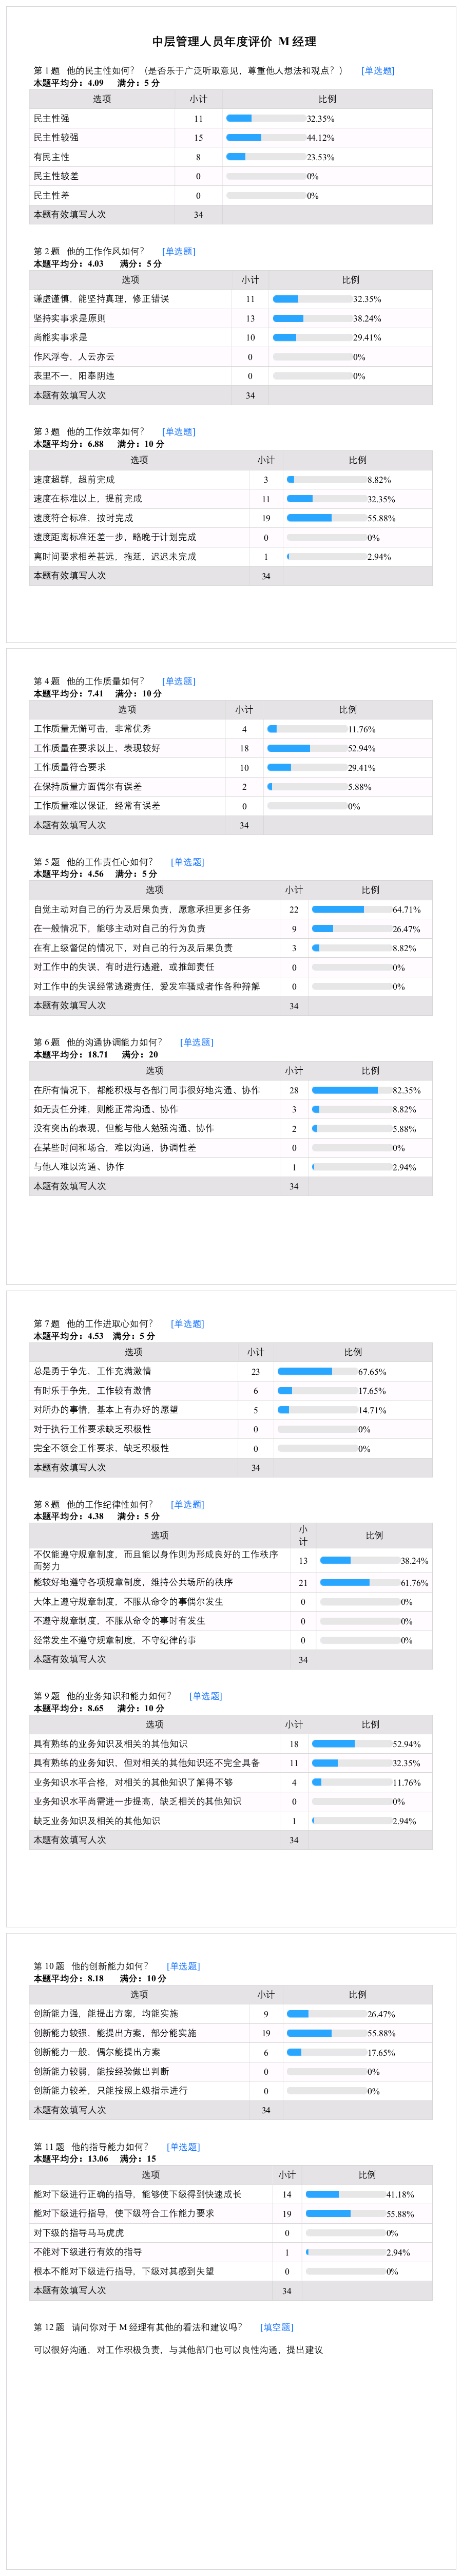 中层管理人员年度评价 M 经理
第 1 题 他的民主性如何？（是否乐于广泛听取意见，尊重他人想法和观点？） [单选题]
本题平均分：4.09 满分：5 分
选项 小计 比例
民主性强 11 32.35%
民主性较强 15 44.12%
有民主性 8 23.53%
民主性较差 0 0%
民主性差 0 0%
本题有效填写人次 34
第 2 题 他的工作作风如何？ [单选题]
本题平均分：4.03 满分：5 分
选项 小计 比例
谦虚谨慎，能坚持真理，修正错误 11 32.35%
坚持实事求是原则 13 38.24%
尚能实事求是 10 29.41%
作风浮夸，人云亦云 0 0%
表里不一，阳奉阴违 0 0%
本题有效填写人次 34
第 3 题 他的工作效率如何？ [单选题]
本题平均分：6.88 满分：10 分
选项 小计 比例
速度超群，超前完成 3 8.82%
速度在标准以上，提前完成 11 32.35%
速度符合标准，按时完成 19 55.88%
速度距离标准还差一步，略晚于计划完成 0 0%
离时间要求相差甚远，拖延，迟迟未完成 1 2.94%
本题有效填写人次 34
第 4 题 他的工作质量如何？ [单选题]
本题平均分：7.41 满分：10 分
选项 小计 比例
工作质量无懈可击，非常优秀 4 11.76%
工作质量在要求以上，表现较好 18 52.94%
工作质量符合要求 10 29.41%
在保持质量方面偶尔有误差 2 5.88%
工作质量难以保证，经常有误差 0 0%
本题有效填写人次 34
第 5 题 他的工作责任心如何？ [单选题]
本题平均分：4.56 满分：5 分
选项 小计 比例
自觉主动对自己的行为及后果负责，愿意承担更多任务 22 64.71%
在一般情况下，能够主动对自己的行为负责 9 26.47%
在有上级督促的情况下，对自己的行为及后果负责 3 8.82%
对工作中的失误，有时进行逃避，或推卸责任 0 0%
对工作中的失误经常逃避责任，爱发牢骚或者作各种辩解 0 0%
本题有效填写人次 34
第 6 题 他的沟通协调能力如何？ [单选题]
本题平均分：18.71 满分：20
选项 小计 比例
在所有情况下，都能积极与各部门同事很好地沟通、协作 28 82.35%
如无责任分摊，则能正常沟通、协作 3 8.82%
没有突出的表现，但能与他人勉强沟通、协作 2 5.88%
在某些时间和场合，难以沟通，协调性差 0 0%
与他人难以沟通、协作 1 2.94%
本题有效填写人次 34
第 7 题 他的工作进取心如何？ [单选题]
本题平均分：4.53 满分：5 分
选项 小计 比例
总是勇于争先，工作充满激情 23 67.65%
有时乐于争先，工作较有激情 6 17.65%
对所办的事情，基本上有办好的愿望 5 14.71%
对于执行工作要求缺乏积极性 0 0%
完全不领会工作要求，缺乏积极性 0 0%
本题有效填写人次 34
第 8 题 他的工作纪律性如何？ [单选题]
本题平均分：4.38 满分：5 分
选项 小计 比例
不仅能遵守规章制度，而且能以身作则为形成良好的工作秩序
而努力 13 38.24%
能较好地遵守各项规章制度，维持公共场所的秩序 21 61.76%
大体上遵守规章制度，不服从命令的事偶尔发生 0 0%
不遵守规章制度，不服从命令的事时有发生 0 0%
经常发生不遵守规章制度，不守纪律的事 0 0%
本题有效填写人次 34
第 9 题 他的业务知识和能力如何？ [单选题]
本题平均分：8.65 满分：10 分
选项 小计 比例
具有熟练的业务知识及相关的其他知识 18 52.94%
具有熟练的业务知识，但对相关的其他知识还不完全具备 11 32.35%
业务知识水平合格，对相关的其他知识了解得不够 4 11.76%
业务知识水平尚需进一步提高，缺乏相关的其他知识 0 0%
缺乏业务知识及相关的其他知识 1 2.94%
本题有效填写人次 34
第 10 题 他的创新能力如何？ [单选题]
本题平均分：8.18 满分：10 分
选项 小计 比例
创新能力强，能提出方案，均能实施 9 26.47%
创新能力较强，能提出方案，部分能实施 19 55.88%
创新能力一般，偶尔能提出方案 6 17.65%
创新能力较弱，能按经验做出判断 0 0%
创新能力较差，只能按照上级指示进行 0 0%
本题有效填写人次 34
第 11 题 他的指导能力如何？ [单选题]
本题平均分：13.06 满分：15
选项 小计 比例
能对下级进行正确的指导，能够使下级得到快速成长 14 41.18%
能对下级进行指导，使下级符合工作能力要求 19 55.88%
对下级的指导马马虎虎 0 0%
不能对下级进行有效的指导 1 2.94%
根本不能对下级进行指导，下级对其感到失望 0 0%
本题有效填写人次 34
第 12 题 请问你对于 M 经理有其他的看法和建议吗？ [填空题]
可以很好沟通，对工作积极负责，与其他部门也可以良性沟通，提出建议